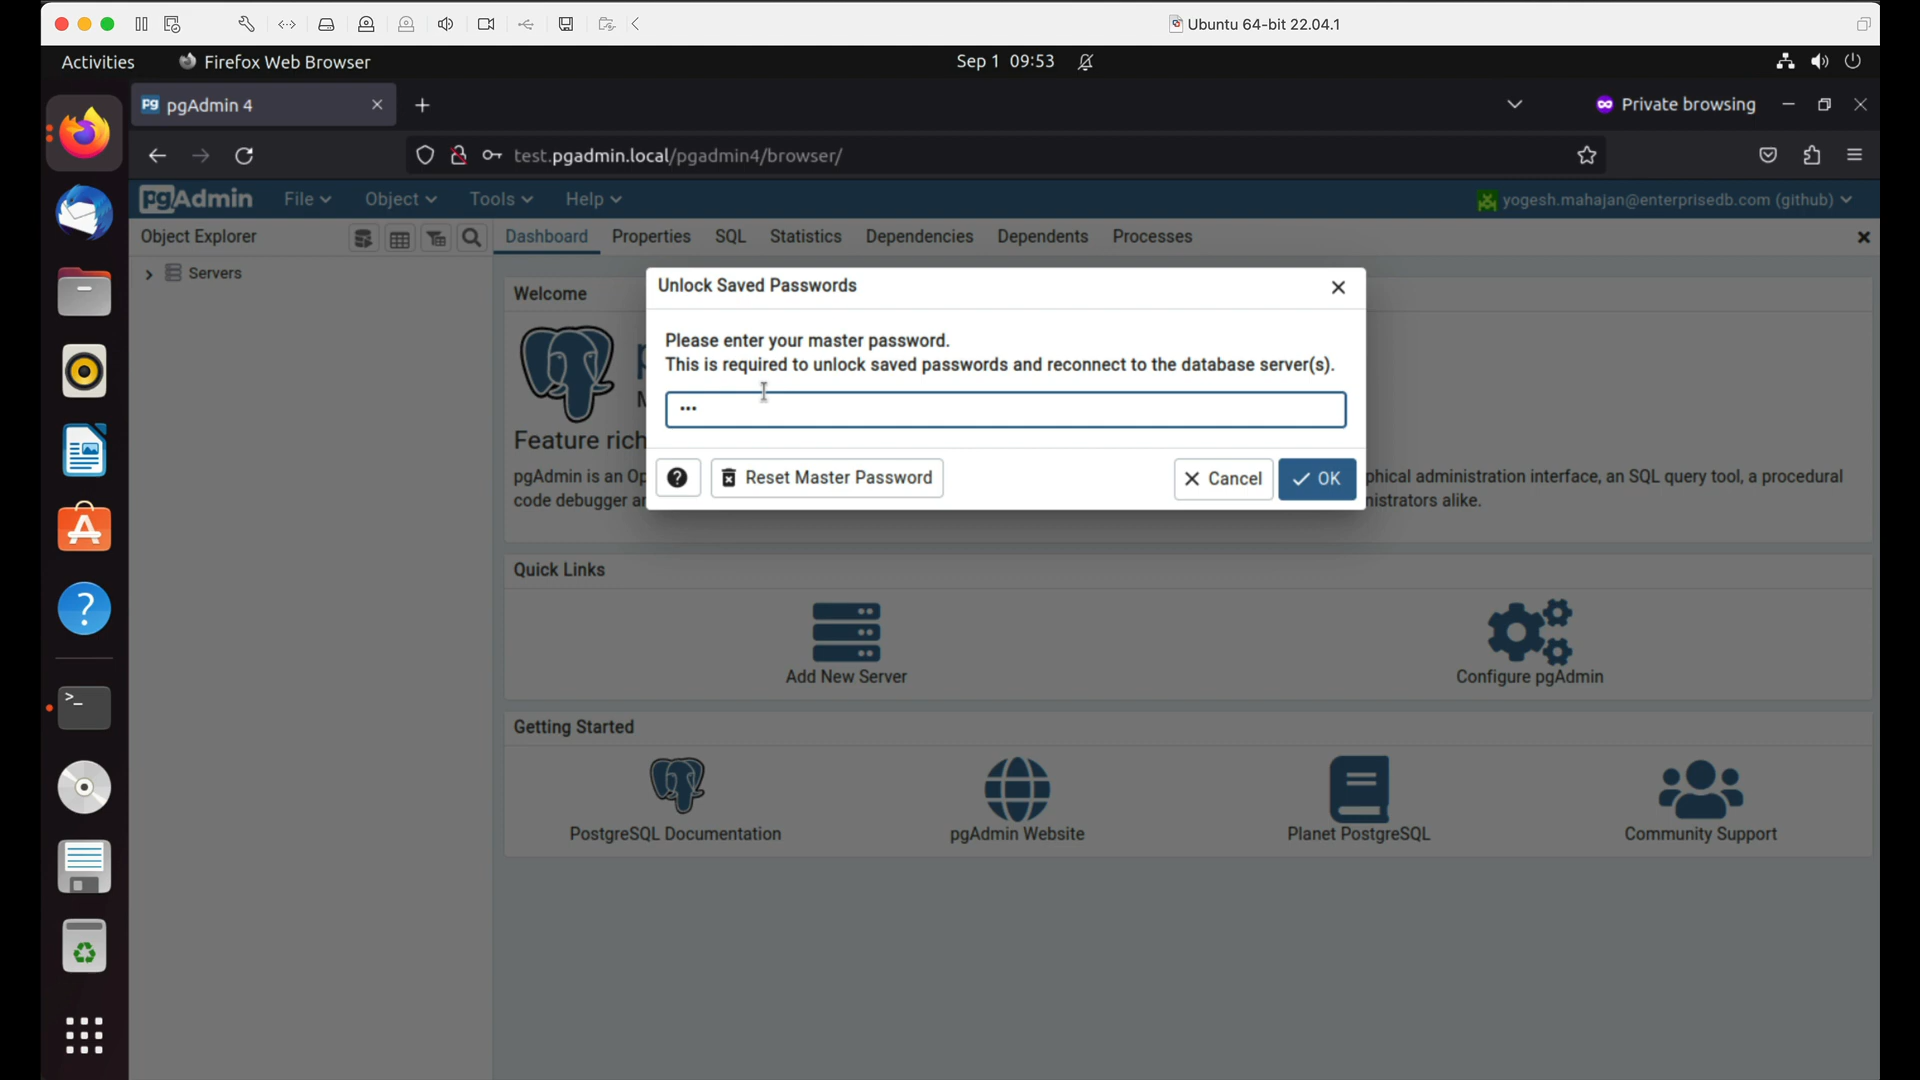 Ubuntu 64-bit 22.04.1
Activities
Firefox Web Browser
Sep 1 09:53
pgAdmin 4
Private browsing
test.pgadmin.local/pgadmin4/browser/
pgAdmin
File
Object
Tools
Help
yogesh.mahajan@enterprisedb.com (github)
Object Explorer
Dashboard
Properties
SQL
Statistics
Dependencies
Dependents
Processes
Servers
Welcome
Unlock Saved Passwords
Please enter your master password.
This is required to unlock saved passwords and reconnect to the database server(s).
•••
Reset Master Password
Cancel
OK
Feature rich
pgAdmin is an Op
phical administration interface, an SQL query tool, a procedural
code debugger a
nistrators alike.
Quick Links
Add New Server
Configure pgAdmin
Getting Started
PostgreSQL Documentation
pgAdmin Website
Planet PostgreSQL
Community Support